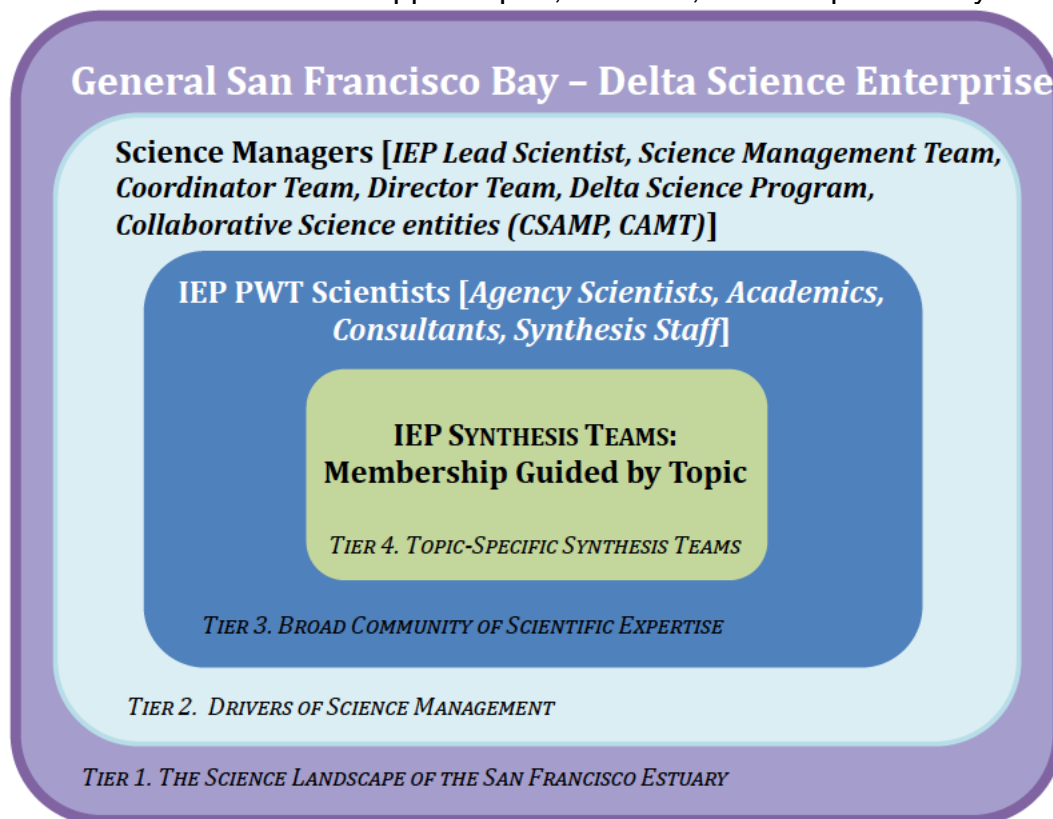 General San Francisco Bay – Delta Science Enterprise
Science Managers [IEP Lead Scientist, Science Management Team,
Coordinator Team, Director Team, Delta Science Program,
Collaborative Science entities (CSAMP, CAMT)]
IEP PWT Scientists [Agency Scientists, Academics,
Consultants, Synthesis Staff]
IEP SYNTHESIS TEAMS:
Membership Guided by Topic
TIER 4. TOPIC-SPECIFIC SYNTHESIS TEAMS
TIER 3. BROAD COMMUNITY OF SCIENTIFIC EXPERTISE
TIER 2. DRIVERS OF SCIENCE MANAGEMENT
TIER 1. THE SCIENCE LANDSCAPE OF THE SAN FRANCISCO ESTUARY